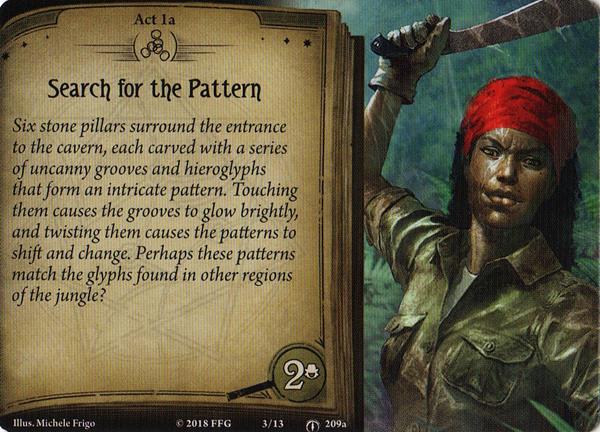 Act 1a
Search for the Pattern
Six stone pillars surround the entrance
to the cavern, each carved with a series
of uncanny grooves and hieroglyphs
that form an intricate pattern. Touching
them causes the grooves to glow brightly,
and twisting them causes the patterns to
shift and change. Perhaps these patterns
match the glyphs found in other regions
of the jungle?
2
Illus. Michele Frigo © 2018 FFG 3/13 209a